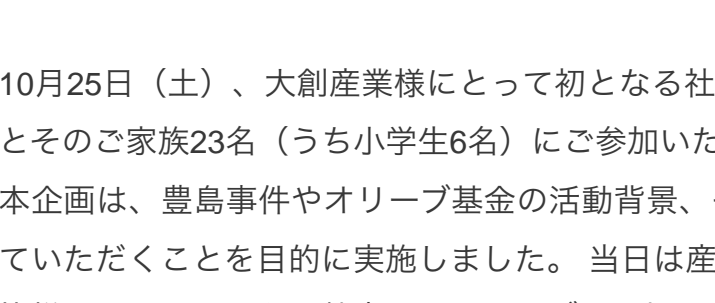 10月25日（土）、大創産業様にとって初となる社
とそのご家族23名（うち小学生6名）にご参加いた
本企画は、豊島事件やオリーブ基金の活動背景、
ていただくことを目的に実施しました。 当日は産